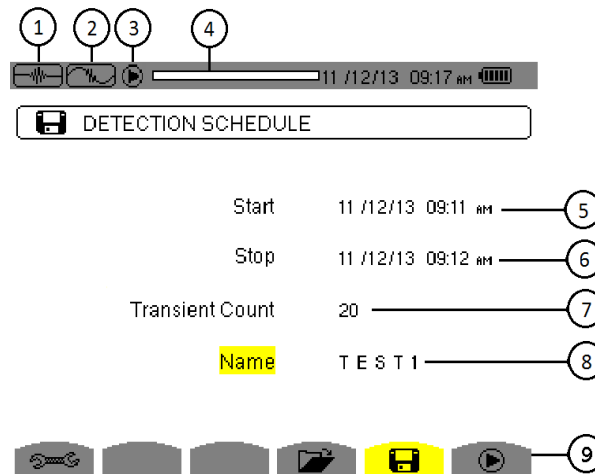 1 2 3 4
11 /12/13 09:17 AM
DETECTION SCHEDULE
Start 11 /12/13 09:11 AM 5
Stop 11 /12/13 09:12 AM 6
Transient Count 20 7
Name T E S T 1 8
9